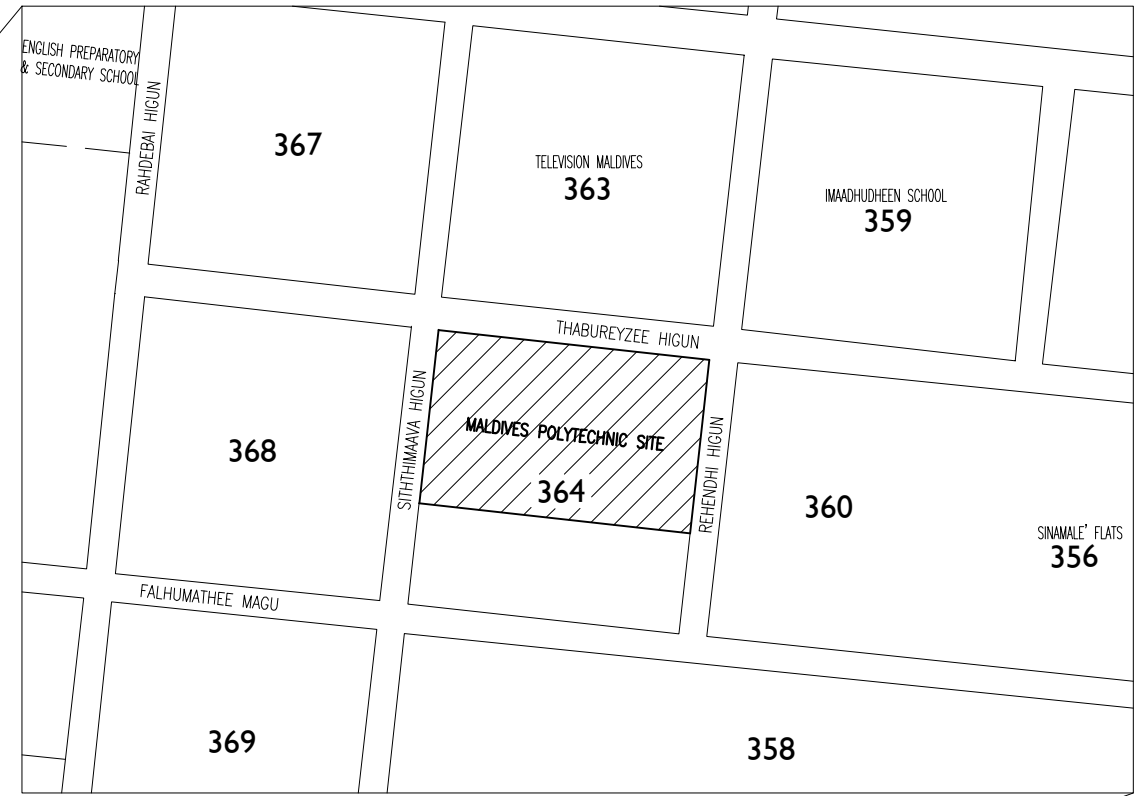 ENGLISH PREPARATORY
& SECONDARY SCHOOL
RAHDEBAI HIGUN
367
TELEVISION MALDIVES
363
IMAADHUDHEEN SCHOOL
359
THABUREYZEE HIGUN
368
SITHTHIMAAVA HIGUN
MALDIVES POLYTECHNIC SITE
364
REHENDHI HIGUN
360
SINAMALE' FLATS
356
FALHUMATHEE MAGU
369
358